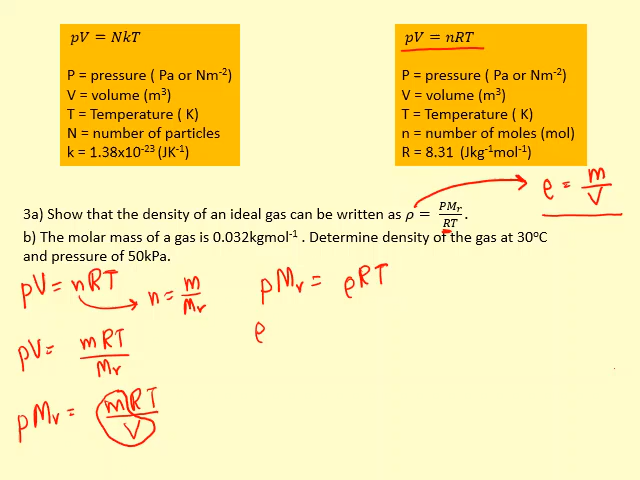 pV = NkT
P = pressure ( Pa or Nm⁻²)
V = volume (m³)
T = Temperature ( K)
N = number of particles
k = 1.38x10⁻²³ (JK⁻¹)
pV = nRT
P = pressure ( Pa or Nm⁻²)
V = volume (m³)
T = Temperature ( K)
n = number of moles (mol)
R = 8.31 (Jkg⁻¹mol⁻¹)
ρ = m/V
3a) Show that the density of an ideal gas can be written as ρ = PMᵣ/RT.
b) The molar mass of a gas is 0.032kgmol⁻¹ . Determine density of the gas at 30°C
and pressure of 50kPa.
pV = nRT
n = m/Mr
pV = mRT/Mr
pMr = mRT/V
pMr = ρRT
ρ